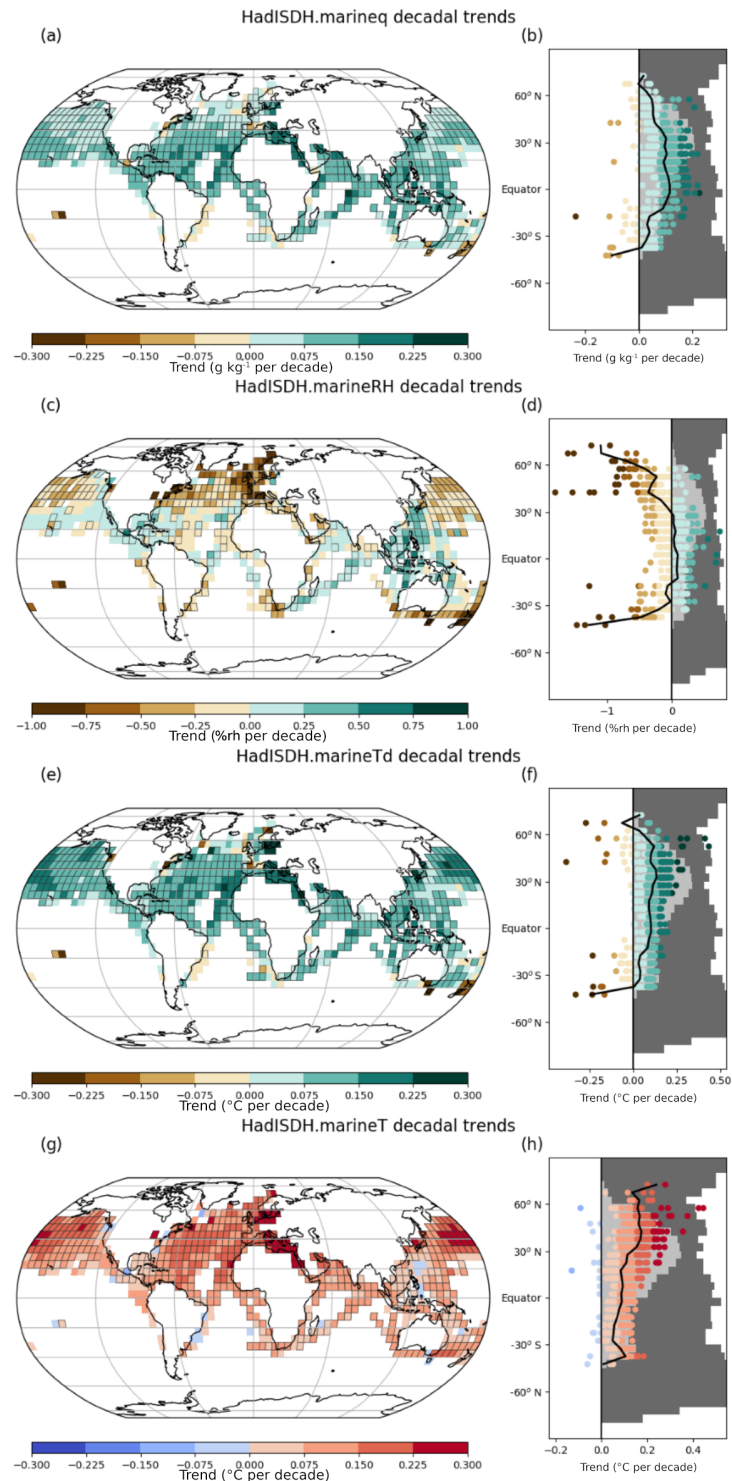 HadISDH.marineq decadal trends
(a)
(b)
60° N
30° N
Equator
-30° S
-60° N
−0.2 0.0 0.2
Trend (g kg⁻¹ per decade)
−0.300 −0.225 −0.150 −0.075 0.000 0.075 0.150 0.225 0.300
Trend (g kg⁻¹ per decade)
HadISDH.marineRH decadal trends
(c)
(d)
60° N
30° N
Equator
-30° S
-60° N
−1 0
Trend (%rh per decade)
−1.00 −0.75 −0.50 −0.25 0.00 0.25 0.50 0.75 1.00
Trend (%rh per decade)
HadISDH.marineTd decadal trends
(e)
(f)
60° N
30° N
Equator
-30° S
-60° N
−0.25 0.00 0.25 0.50
Trend (°C per decade)
−0.300 −0.225 −0.150 −0.075 0.000 0.075 0.150 0.225 0.300
Trend (°C per decade)
HadISDH.marineT decadal trends
(g)
(h)
60° N
30° N
Equator
-30° S
-60° N
−0.2 0.0 0.2 0.4
Trend (°C per decade)
−0.300 −0.225 −0.150 −0.075 0.000 0.075 0.150 0.225 0.300
Trend (°C per decade)